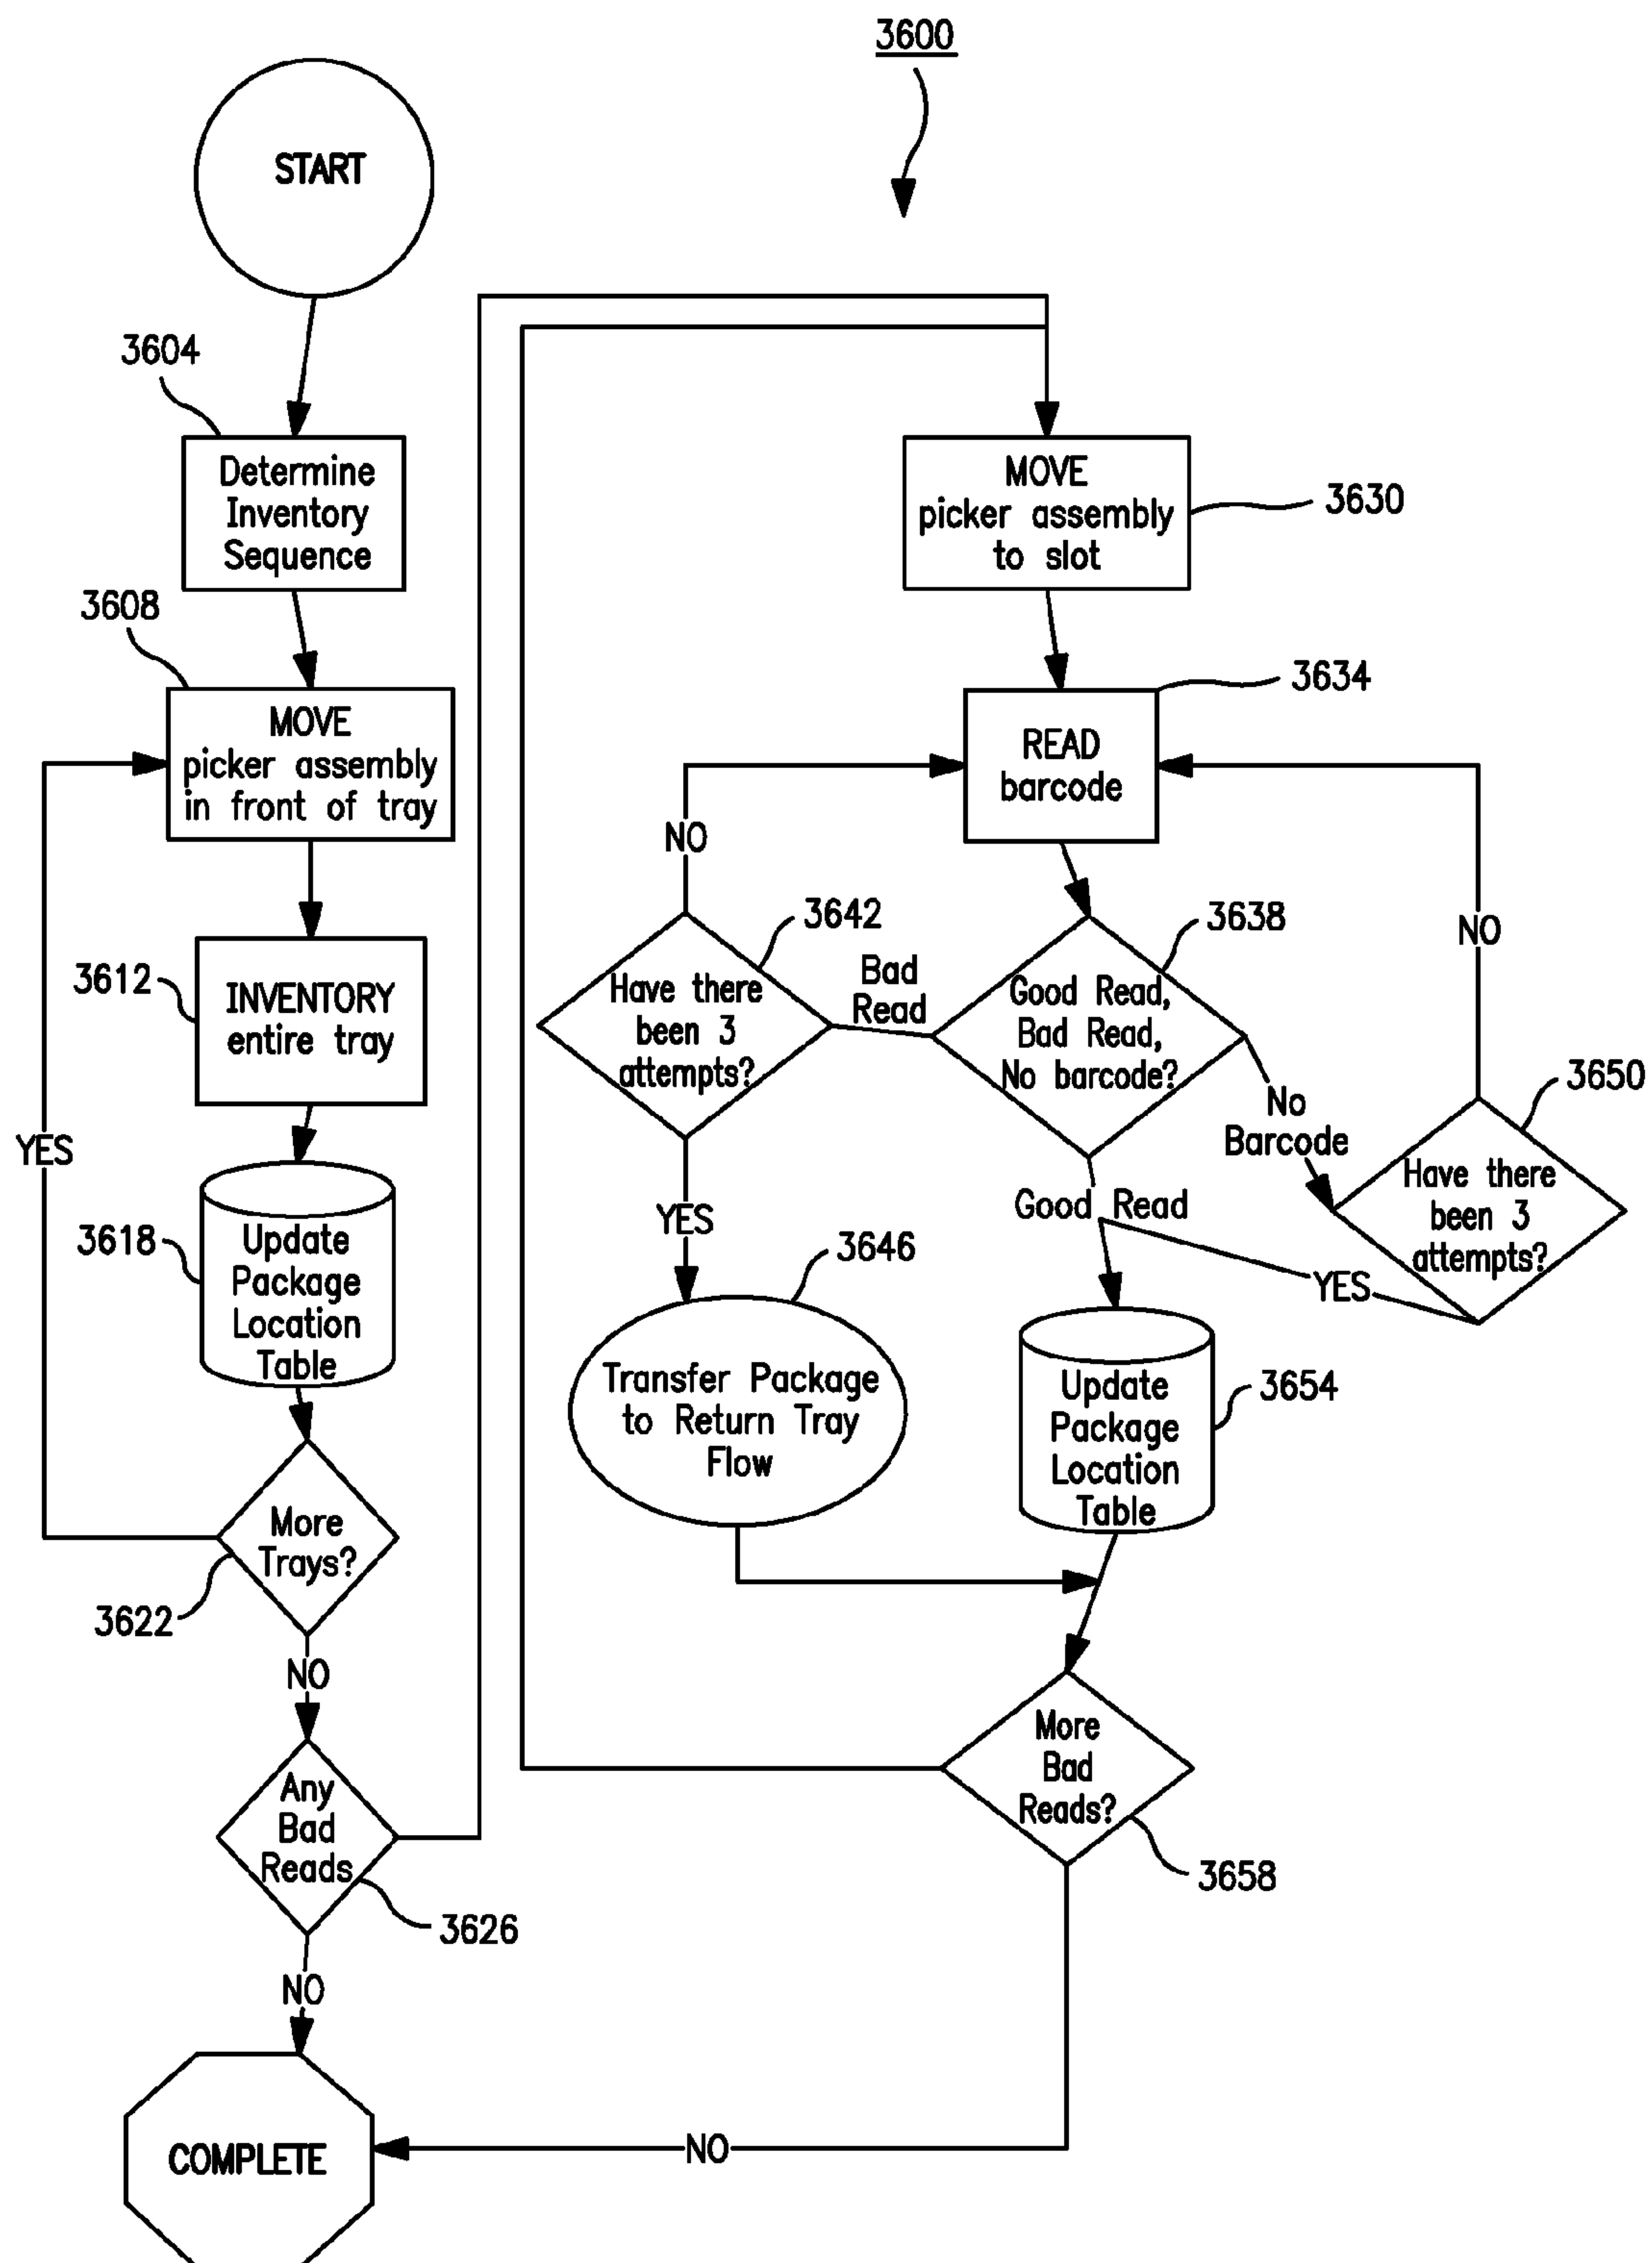 3600
START
3604
Determine
Inventory
Sequence
3608
MOVE
picker assembly
in front of tray
3612
INVENTORY
entire tray
YES
3618
Update
Package
Location
Table
More
Trays?
3622
NO
Any
Bad
Reads
3626
NO
COMPLETE
MOVE
picker assembly
to slot
3630
3634
READ
barcode
NO
3642
Have there
been 3
attempts?
Bad
Read
3638
Good Read,
Bad Read,
No barcode?
NO
No
Barcode
3650
Have there
been 3
attempts?
YES
Good Read
YES
3646
Transfer Package
to Return Tray
Flow
Update
Package
Location
Table
3654
More
Bad
Reads?
3658
NO